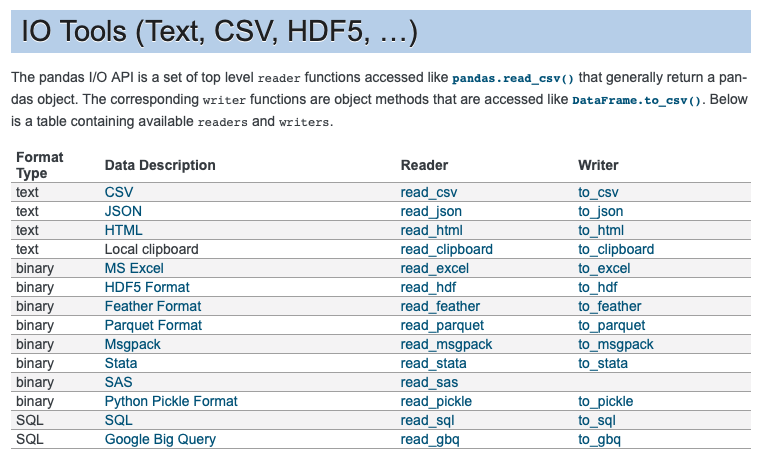 IO Tools (Text, CSV, HDF5, …)
The pandas I/O API is a set of top level reader functions accessed like pandas.read_csv() that generally return a pan-
das object. The corresponding writer functions are object methods that are accessed like DataFrame.to_csv(). Below
is a table containing available readers and writers.
Format Type Data Description Reader Writer
text CSV read_csv to_csv
text JSON read_json to_json
text HTML read_html to_html
text Local clipboard read_clipboard to_clipboard
binary MS Excel read_excel to_excel
binary HDF5 Format read_hdf to_hdf
binary Feather Format read_feather to_feather
binary Parquet Format read_parquet to_parquet
binary Msgpack read_msgpack to_msgpack
binary Stata read_stata to_stata
binary SAS read_sas
binary Python Pickle Format read_pickle to_pickle
SQL SQL read_sql to_sql
SQL Google Big Query read_gbq to_gbq